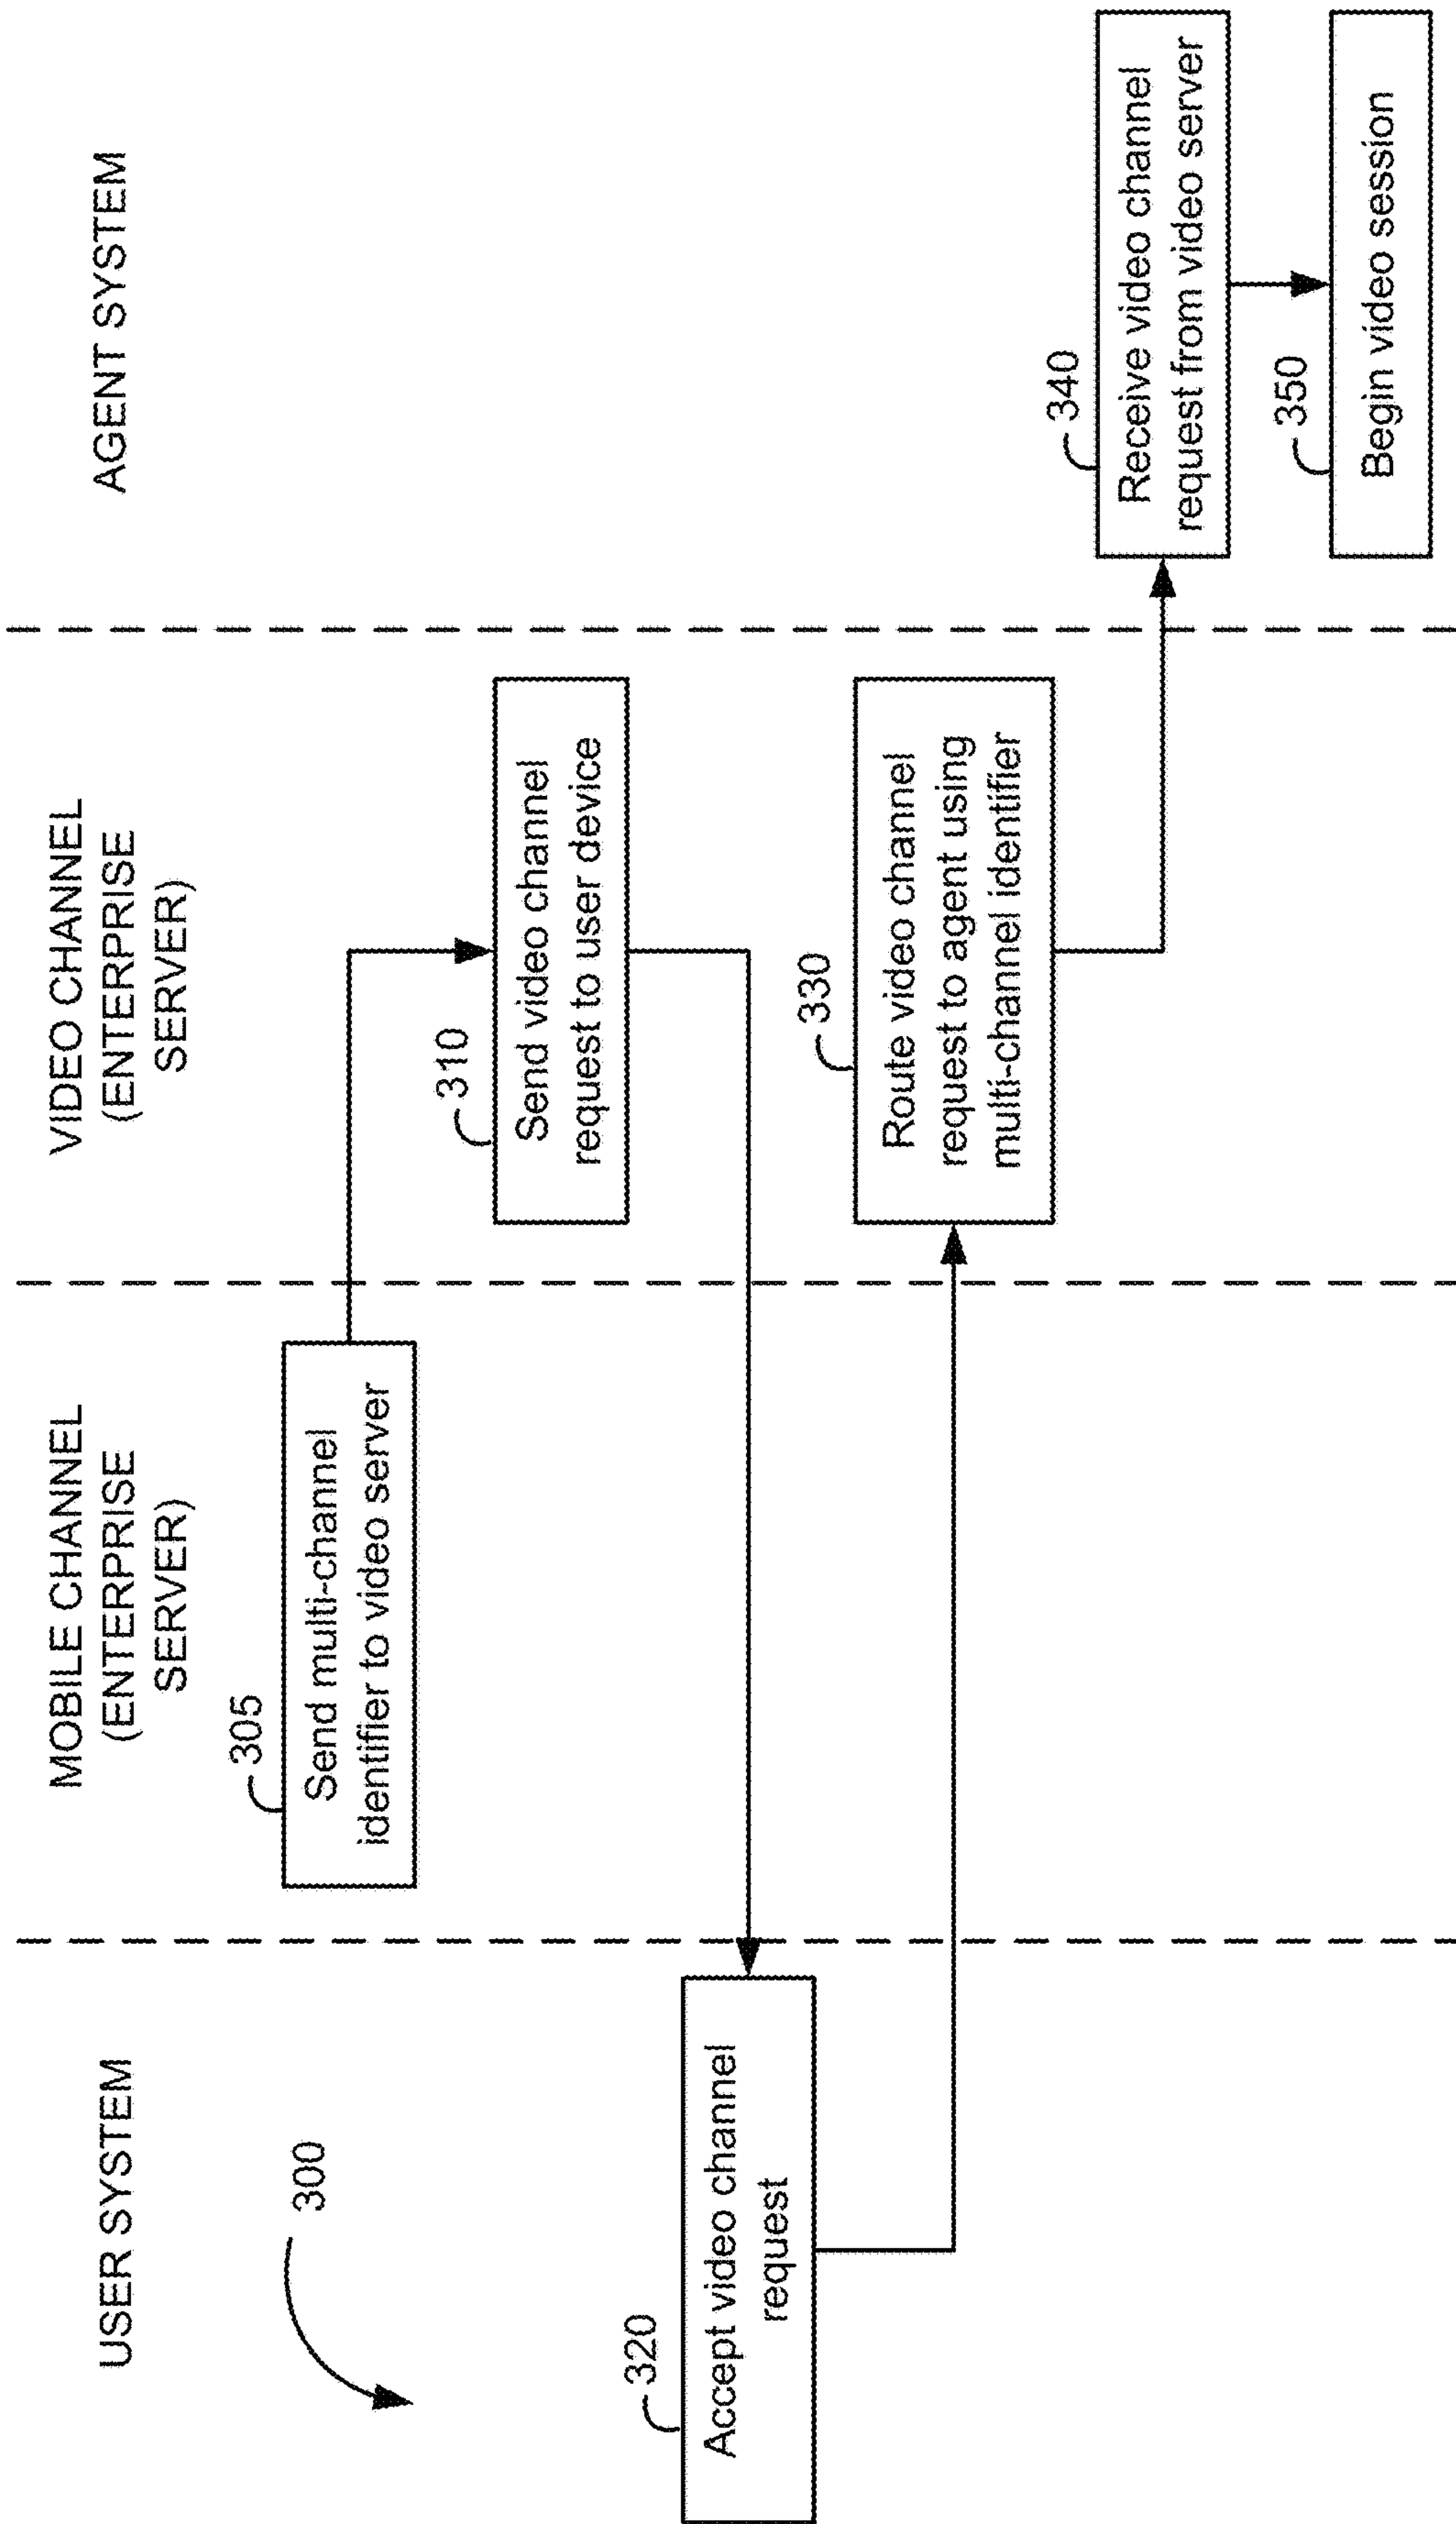 USER SYSTEM
MOBILE CHANNEL
(ENTERPRISE
SERVER)
VIDEO CHANNEL
(ENTERPRISE
SERVER)
AGENT SYSTEM
300
305
Send multi-channel
identifier to video server
310
Send video channel
request to user device
320
Accept video channel
request
330
Route video channel
request to agent using
multi-channel identifier
340
Receive video channel
request from video server
350
Begin video session